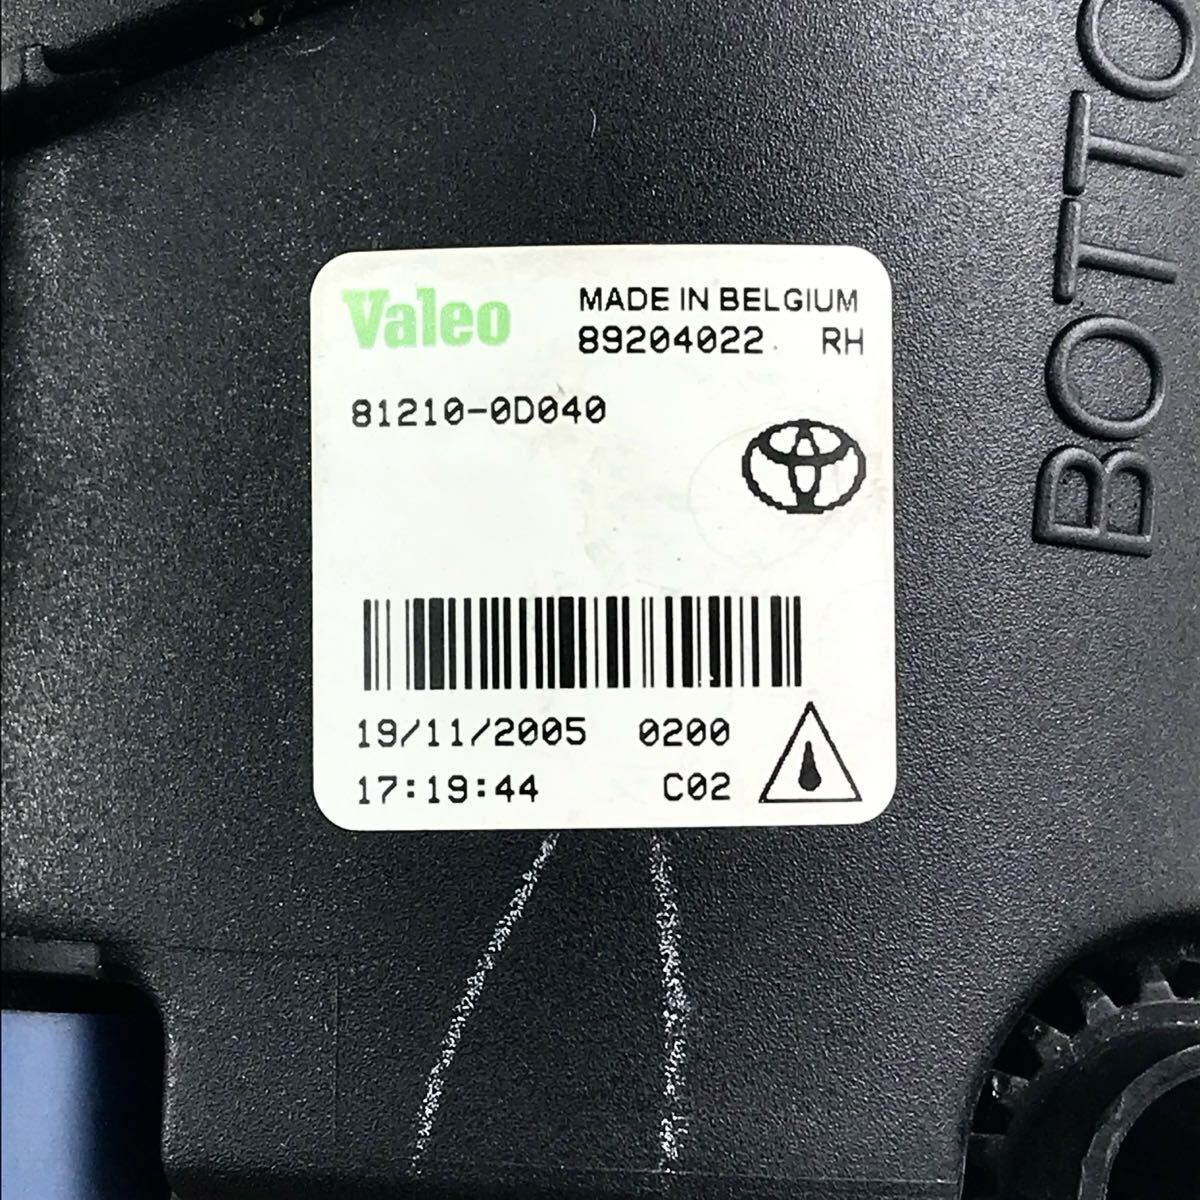 Valeo
MADE IN BELGIUM
89204022 RH
81210-0D040
19/11/2005 0200
17:19:44 C02
BOTTO